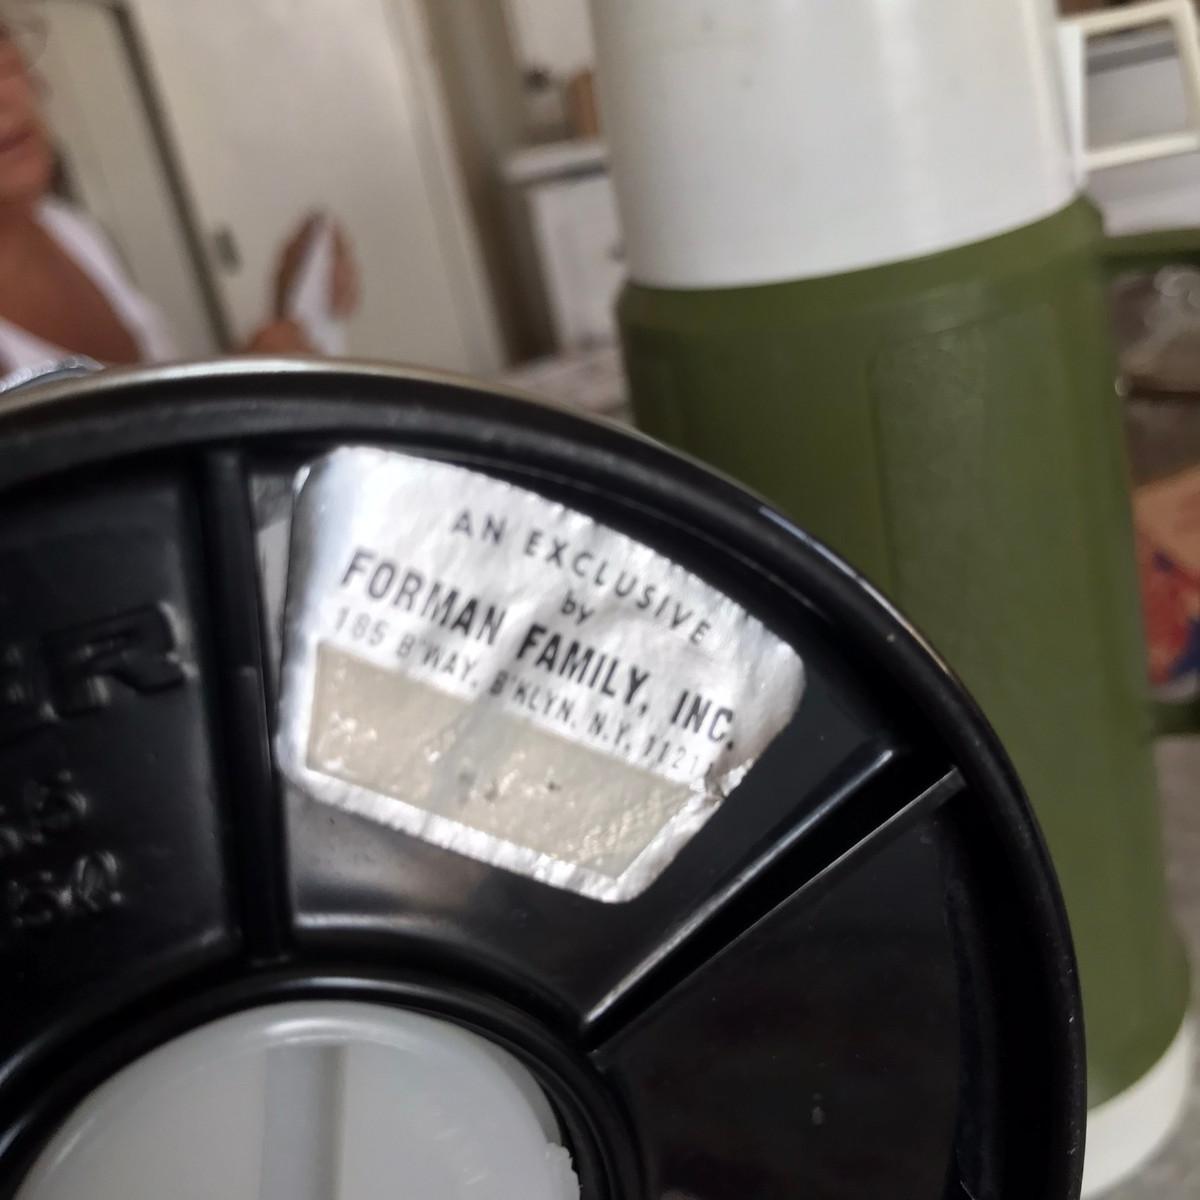 AN EXCLUSIVE
by
FORMAN FAMILY, INC.
185 B'WAY, B'KLYN, N.Y. 1121